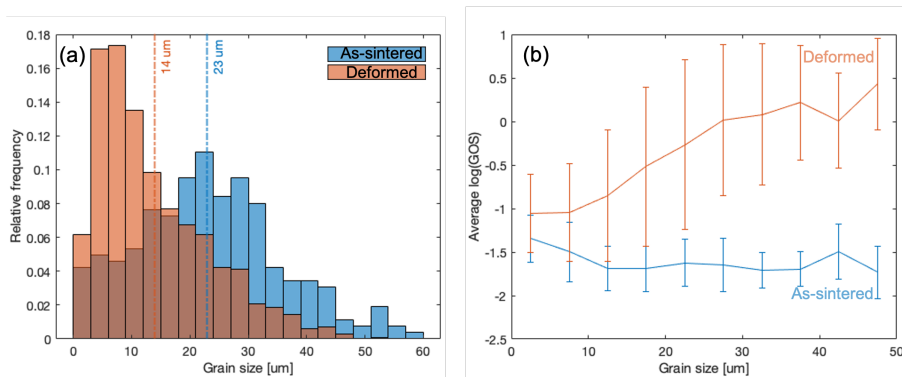 (a)
14 um
23 um
As-sintered
Deformed
0.18
0.16
0.14
0.12
0.10
0.08
0.06
0.04
0.02
0
Relative frequency
0 10 20 30 40 50 60
Grain size [um]
(b)
Deformed
As-sintered
1
0.5
0
-0.5
-1
-1.5
-2
-2.5
Average log(GOS)
0 10 20 30 40 50
Grain size [um]